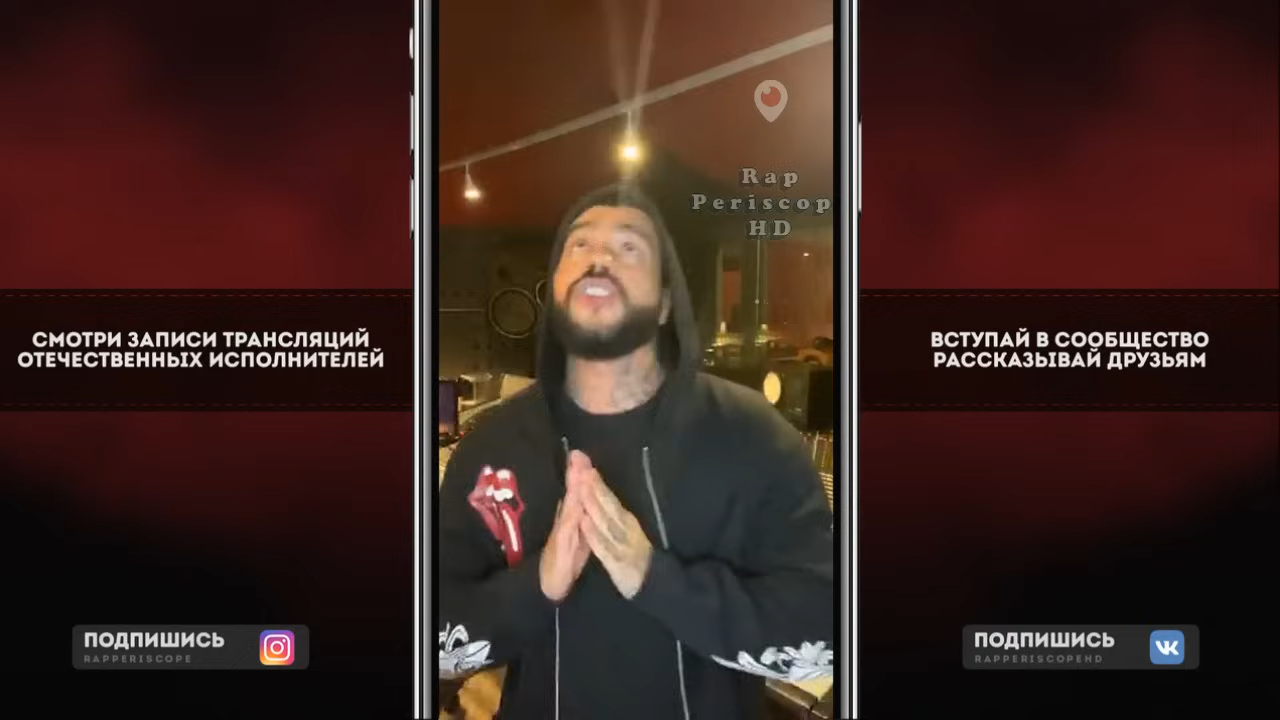 СМОТРИ ЗАПИСИ ТРАНСЛЯЦИЙ
ОТЕЧЕСТВЕННЫХ ИСПОЛНИТЕЛЕЙ
ПОДПИШИСЬ
RAPPERISCOPE
Rap
Periscop
HD
ВСТУПАЙ В СООБЩЕСТВО
РАССКАЗЫВАЙ ДРУЗЬЯМ
ПОДПИШИСЬ
RAPPERISCOPEHD